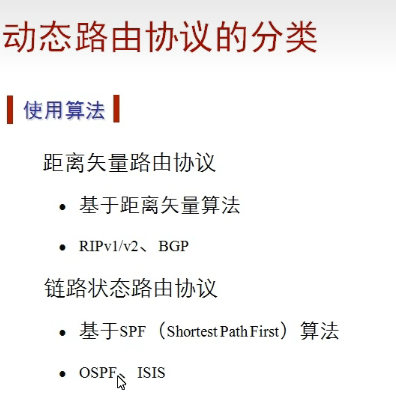 动态路由协议的分类
使用算法
距离矢量路由协议
• 基于距离矢量算法
• RIPv1/v2、BGP
链路状态路由协议
• 基于SPF（Shortest Path First）算法
• OSPF、ISIS